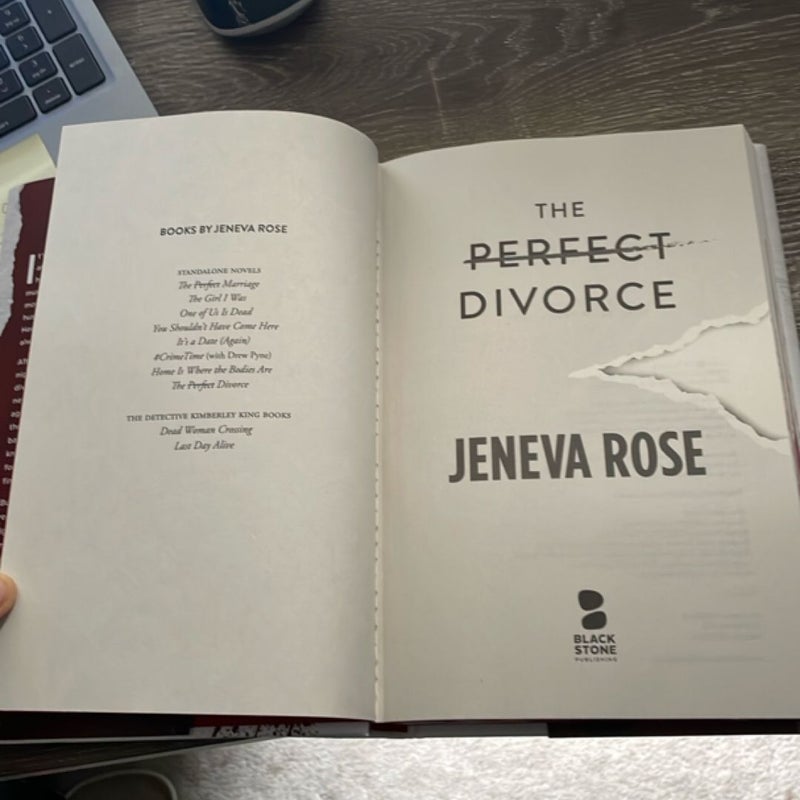 BOOKS BY JENEVA ROSE
STANDALONE NOVELS
The Perfect Marriage
The Girl I Was
One of Us Is Dead
You Shouldn't Have Come Here
It's a Date (Again)
#CrimeTime (with Drew Pyne)
Home Is Where the Bodies Are
The Perfect Divorce
THE DETECTIVE KIMBERLEY KING BOOKS
Dead Woman Crossing
Last Day Alive
THE
PERFECT
DIVORCE
JENEVA ROSE
BLACK
STONE
PUBLISHING